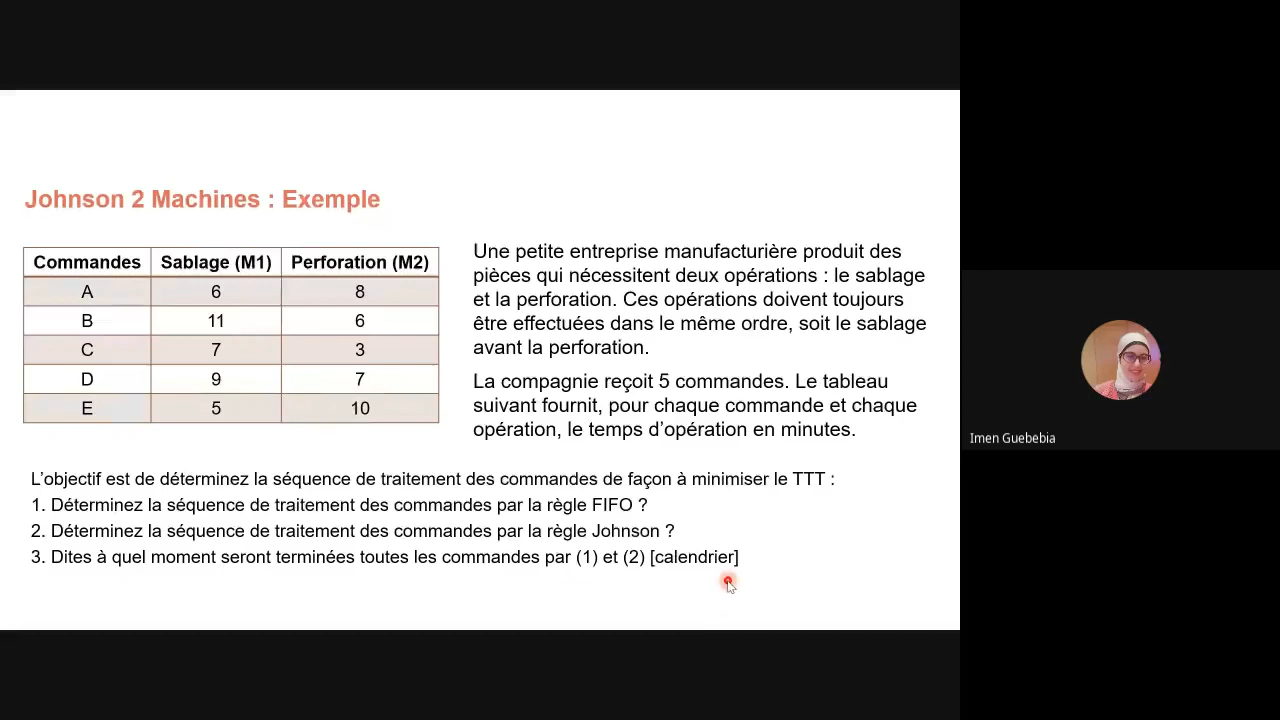 Johnson 2 Machines : Exemple
Commandes Sablage (M1) Perforation (M2)
A 6 8
B 11 6
C 7 3
D 9 7
E 5 10
Une petite entreprise manufacturière produit des
pièces qui nécessitent deux opérations : le sablage
et la perforation. Ces opérations doivent toujours
être effectuées dans le même ordre, soit le sablage
avant la perforation.
La compagnie reçoit 5 commandes. Le tableau
suivant fournit, pour chaque commande et chaque
opération, le temps d’opération en minutes.
L’objectif est de déterminez la séquence de traitement des commandes de façon à minimiser le TTT :
1. Déterminez la séquence de traitement des commandes par la règle FIFO ?
2. Déterminez la séquence de traitement des commandes par la règle Johnson ?
3. Dites à quel moment seront terminées toutes les commandes par (1) et (2) [calendrier]
Imen Guebebia